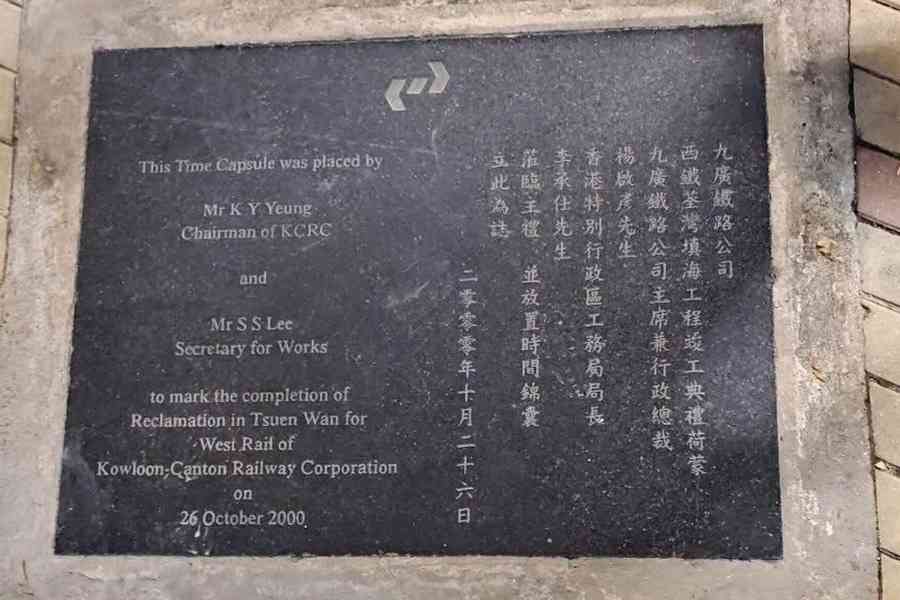 This Time Capsule was placed by
Mr K Y Yeung
Chairman of KCRC
and
Mr S S Lee
Secretary for Works
to mark the completion of
Reclamation in Tsuen Wan for
West Rail of
Kowloon-Canton Railway Corporation
on
26 October 2000
九廣鐵路公司
西鐵荃灣填海工程竣工典禮荷蒙
九廣鐵路公司主席兼行政總裁
楊啟彥先生
香港特別行政區工務局局長
李承仕先生
蒞臨主禮 並放置時間錦囊
立此為誌
二零零零年十月二十六日